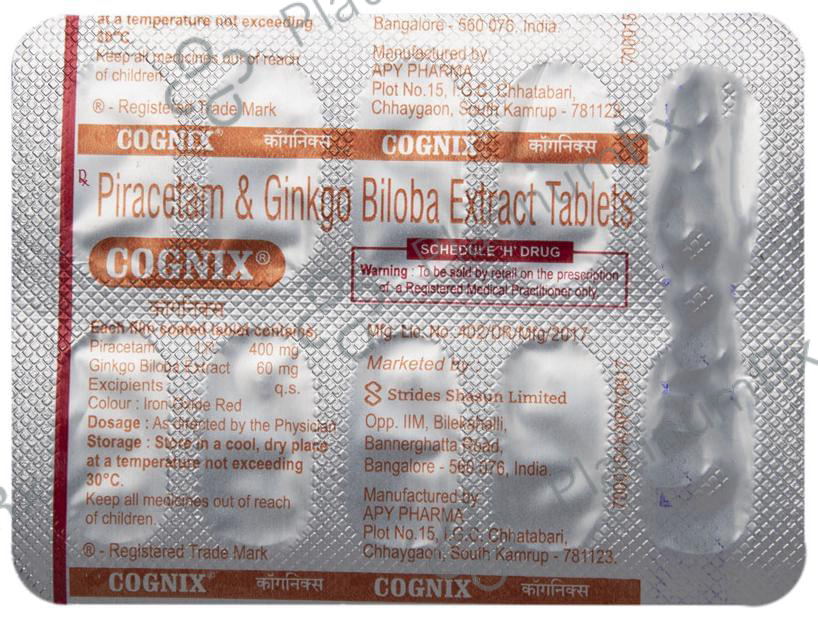 at a temperature not exceeding
30°C.
Keep all medicines out of reach
of children.
® - Registered Trade Mark
Bangalore - 560 076, India.
Manufactured by:
APY PHARMA
Plot No.15, I.G.C. Chhatabari,
Chhaygaon, South Kamrup - 781123.
COGNIX® कॉगनिक्स COGNIX® कॉगनिक्स
Rx
Piracetam & Ginkgo Biloba Extract Tablets
COGNIX®
कॉगनिक्स
SCHEDULE 'H' DRUG
Warning : To be sold by retail on the prescription
of a Registered Medical Practitioner only.
Each film coated tablet contains:
Piracetam I.P. 400 mg
Ginkgo Biloba Extract 60 mg
Excipients q.s.
Colour : Iron Oxide Red
Dosage : As directed by the Physician
Storage : Store in a cool, dry place
at a temperature not exceeding
30°C.
Keep all medicines out of reach
of children.
® - Registered Trade Mark
Mfg. Lic. No. 402/DR/Mfg/2017
Marketed by:
Strides Shasun Limited
Opp. IIM, Bilekahalli,
Bannerghatta Road,
Bangalore - 560 076, India.
Manufactured by:
APY PHARMA
Plot No.15, I.G.C. Chhatabari,
Chhaygaon, South Kamrup - 781123.
COGNIX® कॉगनिक्स COGNIX® कॉगनिक्स
PlatinumRx